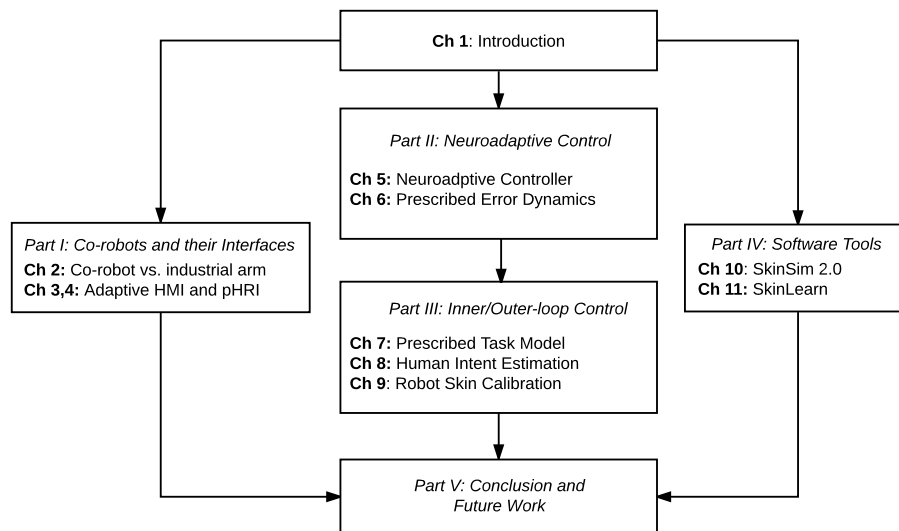 Ch 1: Introduction
Part II: Neuroadaptive Control
Ch 5: Neuroadptive Controller
Ch 6: Prescribed Error Dynamics
Part I: Co-robots and their Interfaces
Ch 2: Co-robot vs. industrial arm
Ch 3,4: Adaptive HMI and pHRI
Part IV: Software Tools
Ch 10: SkinSim 2.0
Ch 11: SkinLearn
Part III: Inner/Outer-loop Control
Ch 7: Prescribed Task Model
Ch 8: Human Intent Estimation
Ch 9: Robot Skin Calibration
Part V: Conclusion and
Future Work